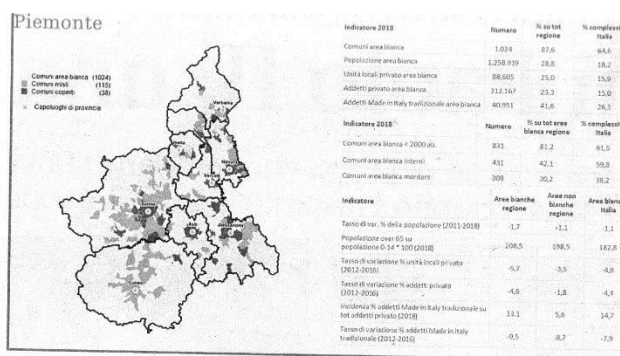 Piemonte
Comuni area bianca (1024)
Comuni misti (115)
Comuni coperti (38)
Capoluoghi di provincia
Verbania
Novara
Vercelli
Torino
Asti
Alessandria
Cuneo
Indicatore 2018 Numero % su tot regione % complessivo Italia
Comuni area bianca 1.024 87,6 64,6
Popolazione area bianca 1.258.939 28,8 18,2
Unità locali privato area bianca 88.605 25,0 15,9
Addetti privato area bianca 312.167 23,3 15,0
Addetti Made in Italy tradizionale area bianca 40.951 41,6 26,3
Indicatore 2018 Numero % su tot area bianca regione % complessivo Italia
Comuni area bianca < 2000 ab. 831 81,2 61,5
Comuni area bianca interni 431 42,1 59,8
Comuni area bianca montani 309 30,2 38,2
Indicatore Aree bianche regione Aree non bianche regione Aree bianche Italia
Tasso di var. % della popolazione (2011-2018) -1,7 -1,1 -1,1
Popolazione over 65 su
popolazione 0-14 * 100 (2018) 206,5 198,5 182,8
Tasso di variazione % unità locali privato
(2012-2016) -5,7 -3,5 -4,8
Tasso di variazione % addetti privato
(2012-2016) -4,6 -1,8 -4,4
Incidenza % addetti Made in Italy tradizionale su
tot addetti privato (2018) 13,1 5,6 14,7
Tasso di variazione % addetti Made in Italy
tradizionale (2012-2016) -9,5 -8,7 -7,9